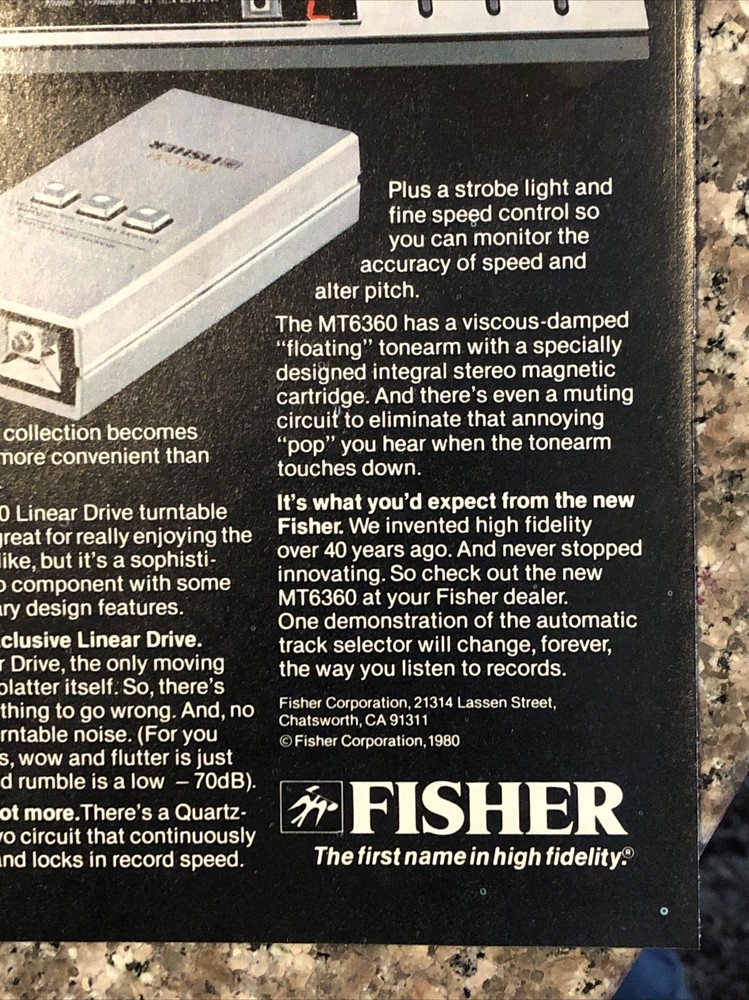 FISHER
collection becomes
more convenient than
0 Linear Drive turntable
great for really enjoying the
like, but it's a sophisti-
component with some
ary design features.
clusive Linear Drive.
r Drive, the only moving
platter itself. So, there's
thing to go wrong. And, no
rntable noise. (For you
s, wow and flutter is just
d rumble is a low –70dB).
ot more. There's a Quartz-
vo circuit that continuously
nd locks in record speed.
Plus a strobe light and
fine speed control so
you can monitor the
accuracy of speed and
alter pitch.
The MT6360 has a viscous-damped
“floating” tonearm with a specially
designed integral stereo magnetic
cartridge. And there's even a muting
circuit to eliminate that annoying
“pop” you hear when the tonearm
touches down.
It's what you'd expect from the new
Fisher. We invented high fidelity
over 40 years ago. And never stopped
innovating. So check out the new
MT6360 at your Fisher dealer.
One demonstration of the automatic
track selector will change, forever,
the way you listen to records.
Fisher Corporation, 21314 Lassen Street,
Chatsworth, CA 91311
© Fisher Corporation, 1980
FISHER
The first name in high fidelity.®